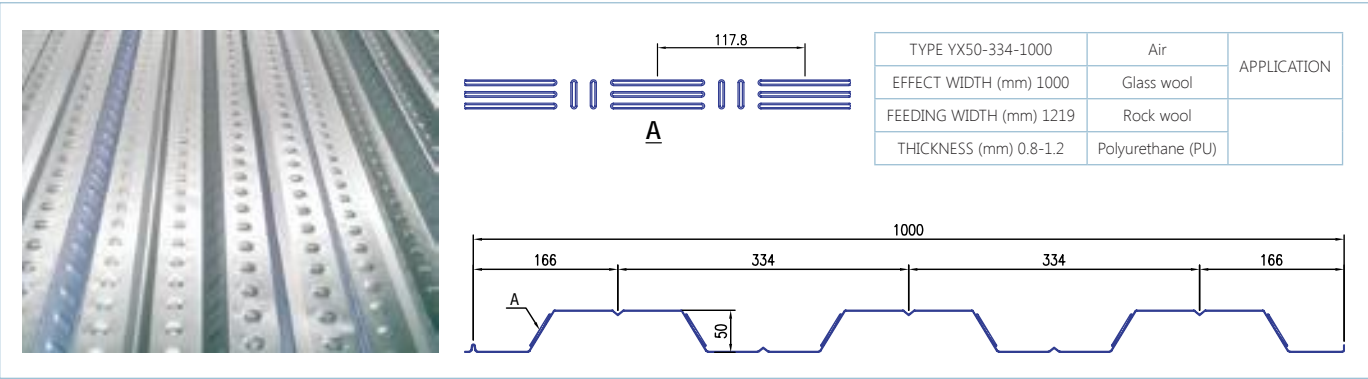 117.8
A
TYPE YX50-334-1000 Air APPLICATION
EFFECT WIDTH (mm) 1000 Glass wool
FEEDING WIDTH (mm) 1219 Rock wool
THICKNESS (mm) 0.8-1.2 Polyurethane (PU)
1000
166 334 334 166
A
50